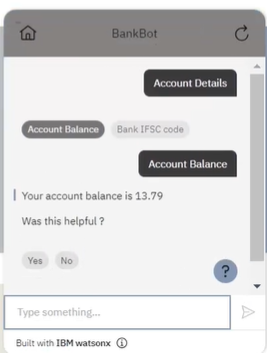 BankBot
Account Details
Account Balance Bank IFSC code
Account Balance
Your account balance is 13.79
Was this helpful ?
Yes No
?
Type something...
Built with IBM watsonx